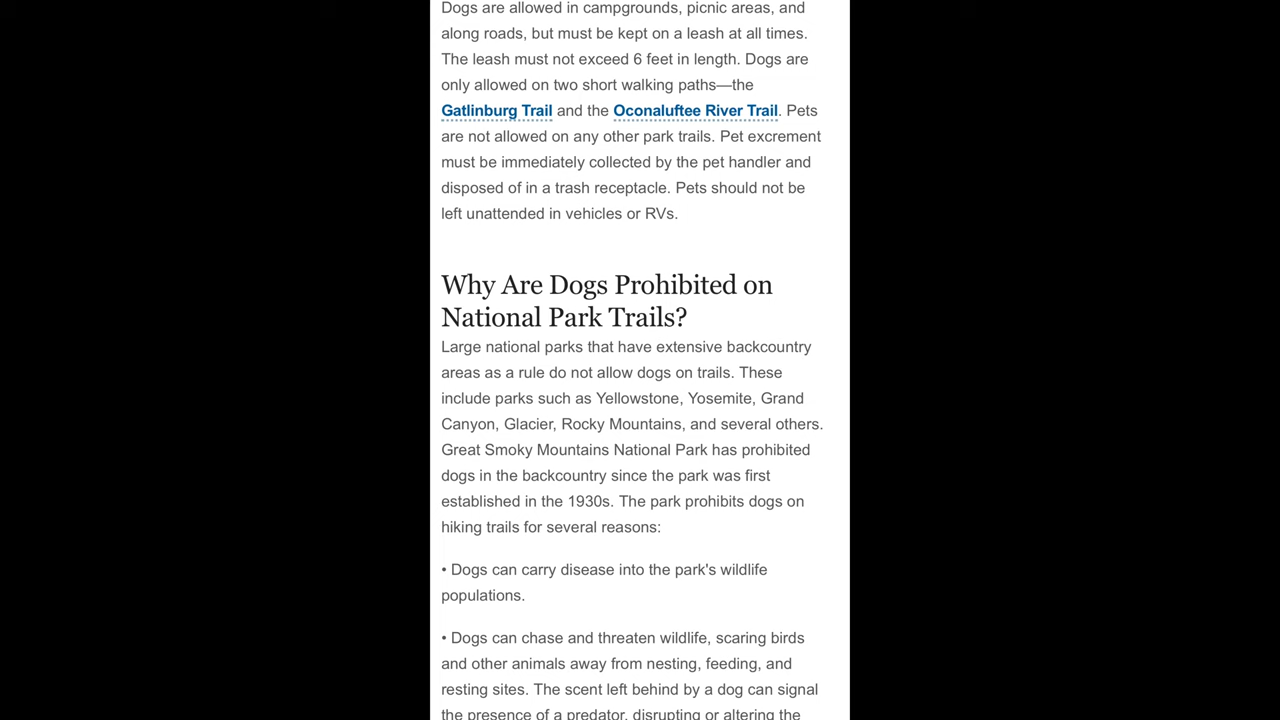 Dogs are allowed in campgrounds, picnic areas, and
along roads, but must be kept on a leash at all times.
The leash must not exceed 6 feet in length. Dogs are
only allowed on two short walking paths—the
Gatlinburg Trail and the Oconaluftee River Trail. Pets
are not allowed on any other park trails. Pet excrement
must be immediately collected by the pet handler and
disposed of in a trash receptacle. Pets should not be
left unattended in vehicles or RVs.
Why Are Dogs Prohibited on
National Park Trails?
Large national parks that have extensive backcountry
areas as a rule do not allow dogs on trails. These
include parks such as Yellowstone, Yosemite, Grand
Canyon, Glacier, Rocky Mountains, and several others.
Great Smoky Mountains National Park has prohibited
dogs in the backcountry since the park was first
established in the 1930s. The park prohibits dogs on
hiking trails for several reasons:
• Dogs can carry disease into the park's wildlife
populations.
• Dogs can chase and threaten wildlife, scaring birds
and other animals away from nesting, feeding, and
resting sites. The scent left behind by a dog can signal
the presence of a predator, disrupting or altering the